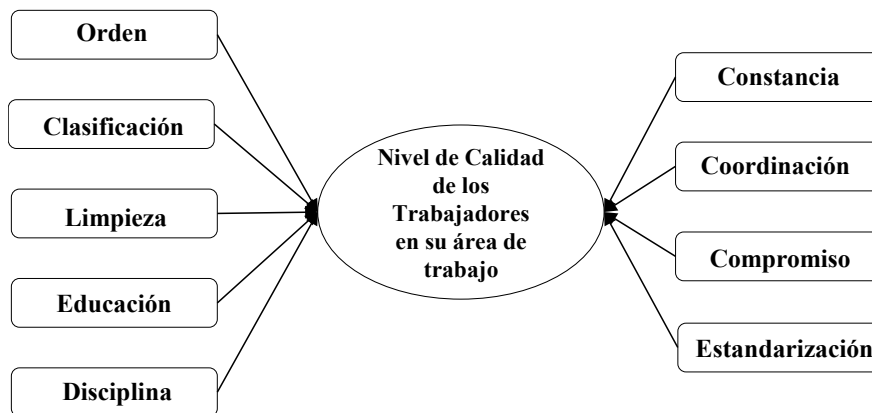 Orden
Clasificación
Limpieza
Educación
Disciplina
Nivel de Calidad
de los
Trabajadores
en su área de
trabajo
Constancia
Coordinación
Compromiso
Estandarización